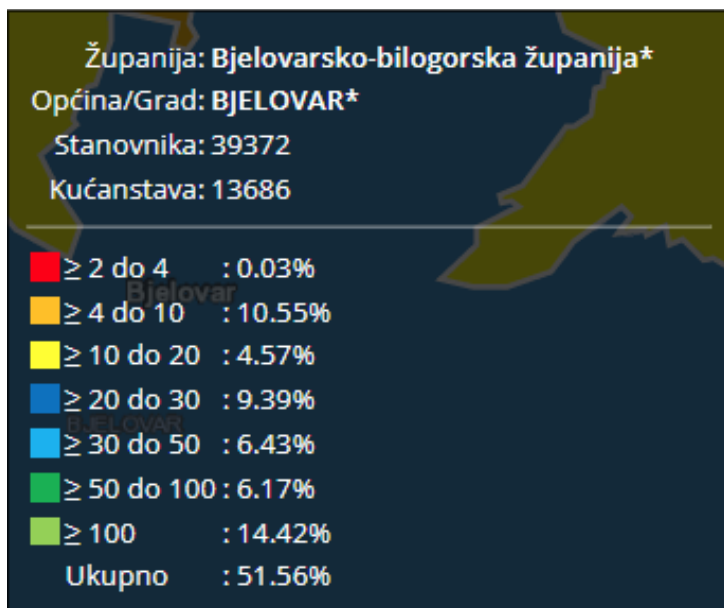 Županija: Bjelovarsko-bilogorska županija*
Općina/Grad: BJELOVAR*
Stanovnika: 39372
Kućanstava: 13686
≥ 2 do 4 : 0.03%
Bjelovar
≥ 4 do 10 : 10.55%
≥ 10 do 20 : 4.57%
≥ 20 do 30 : 9.39%
BJELOVAR
≥ 30 do 50 : 6.43%
≥ 50 do 100 : 6.17%
≥ 100 : 14.42%
Ukupno : 51.56%